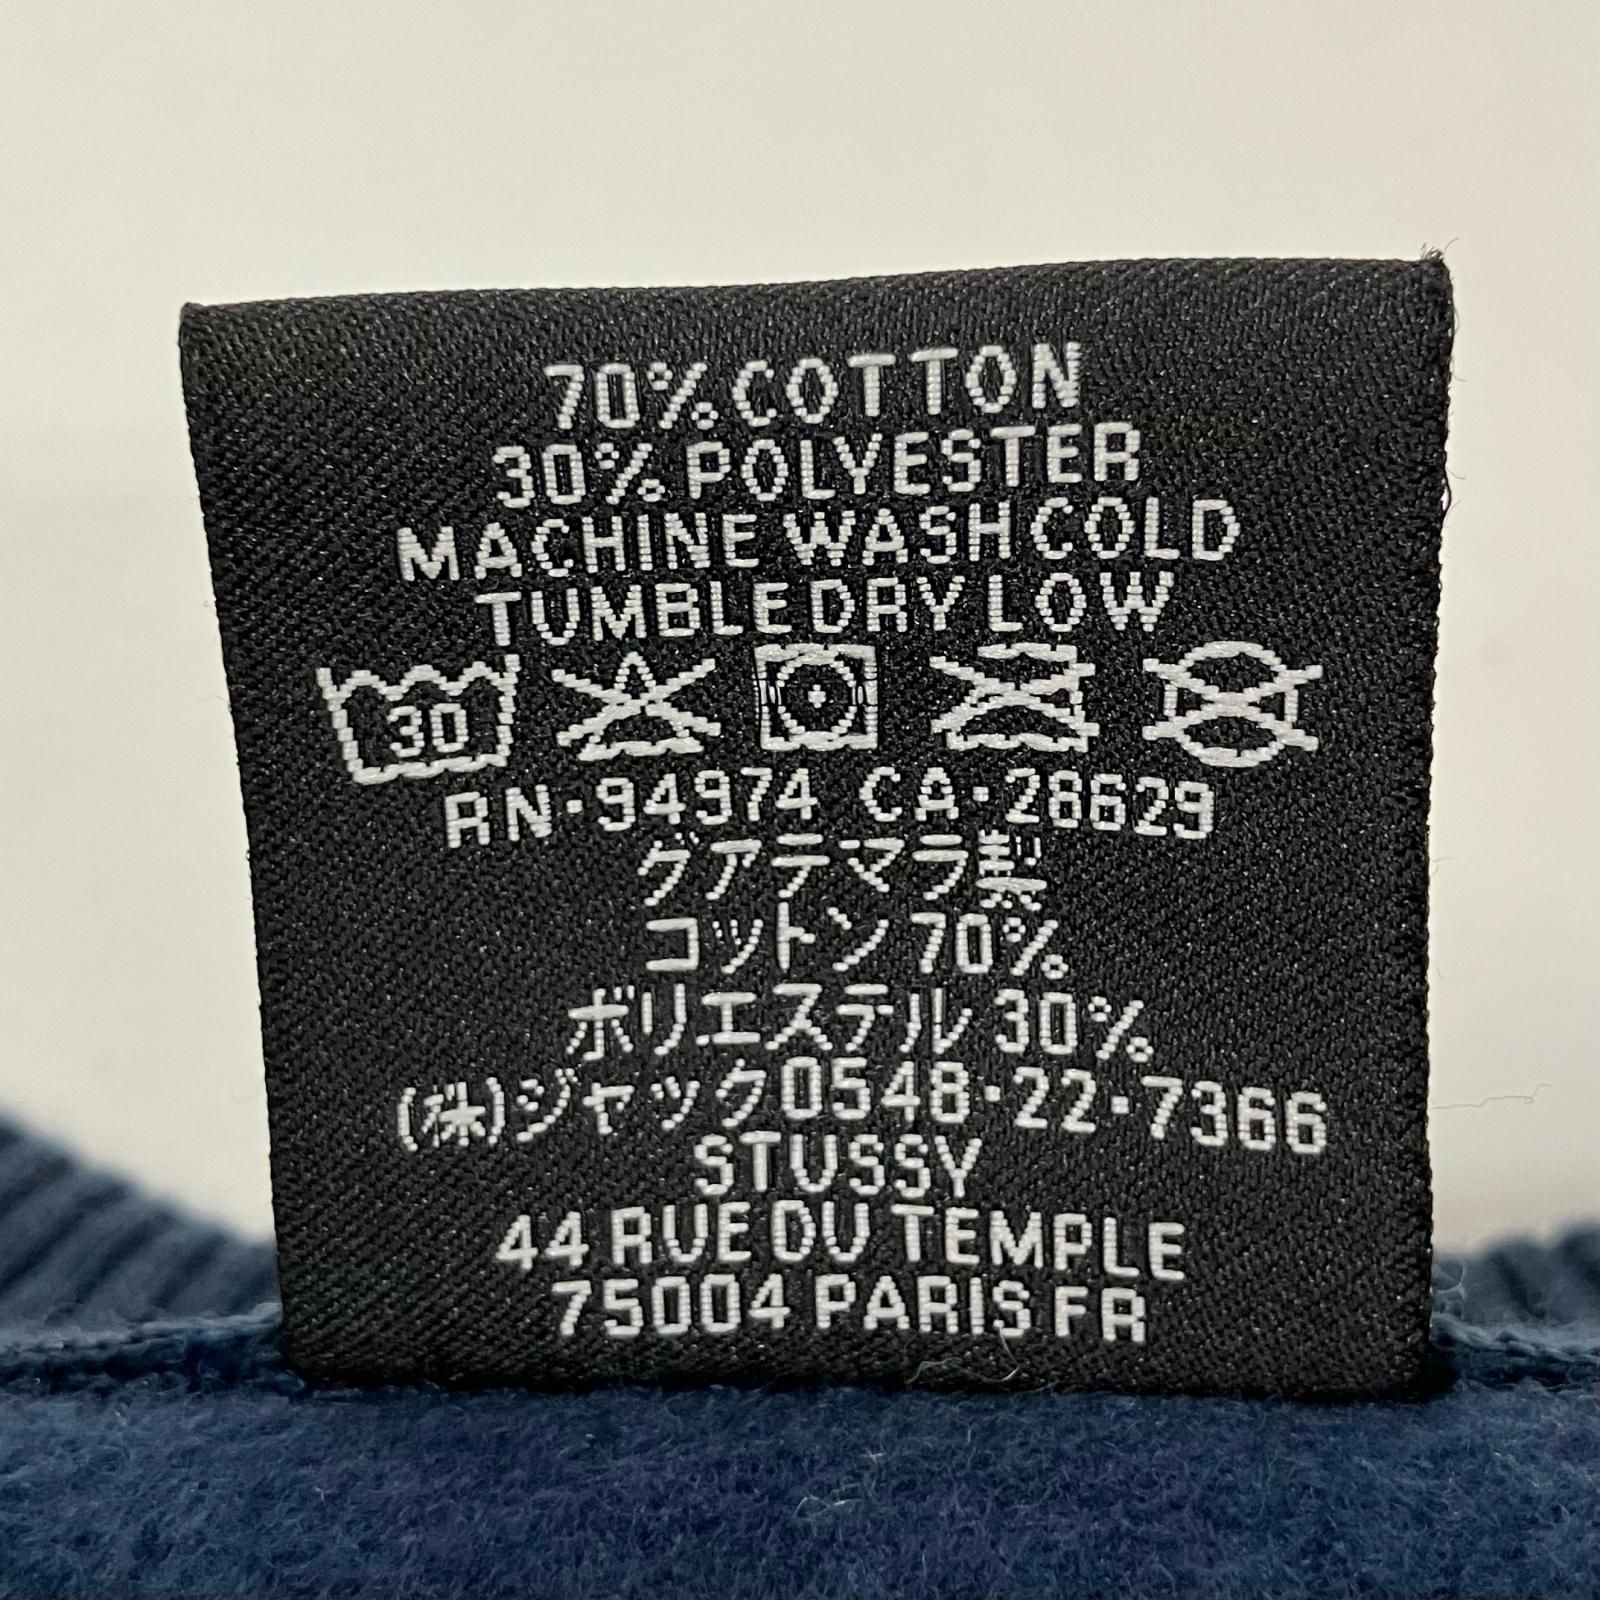 70% COTTON
30% POLYESTER
MACHINE WASH COLD
TUMBLE DRY LOW
30
RN-94974 CA-28629
グアテマラ製
コットン 70%
ポリエステル 30%
(株)ジャック0548-22-7366
STUSSY
44 RUE DU TEMPLE
75004 PARIS FR